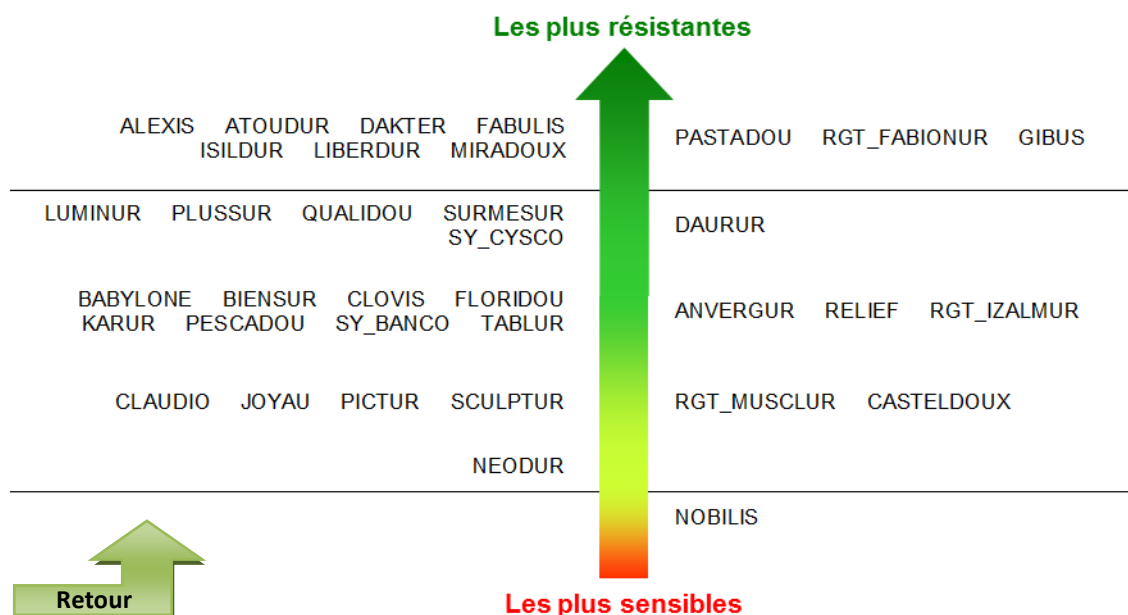 Les plus résistantes
ALEXIS ATOUDUR DAKTER FABULIS
ISILDUR LIBERDUR MIRADOUX
PASTADOU RGT_FABIONUR GIBUS
LUMINUR PLUSSUR QUALIDOU SURMESUR
SY_CYSCO
DAURUR
BABYLONE BIENSUR CLOVIS FLORIDOU
KARUR PESCADOU SY_BANCO TABLUR
ANVERGUR RELIEF RGT_IZALMUR
CLAUDIO JOYAU PICTUR SCULPTUR
RGT_MUSCLUR CASTELDOUX
NEODUR
NOBILIS
Retour
Les plus sensibles